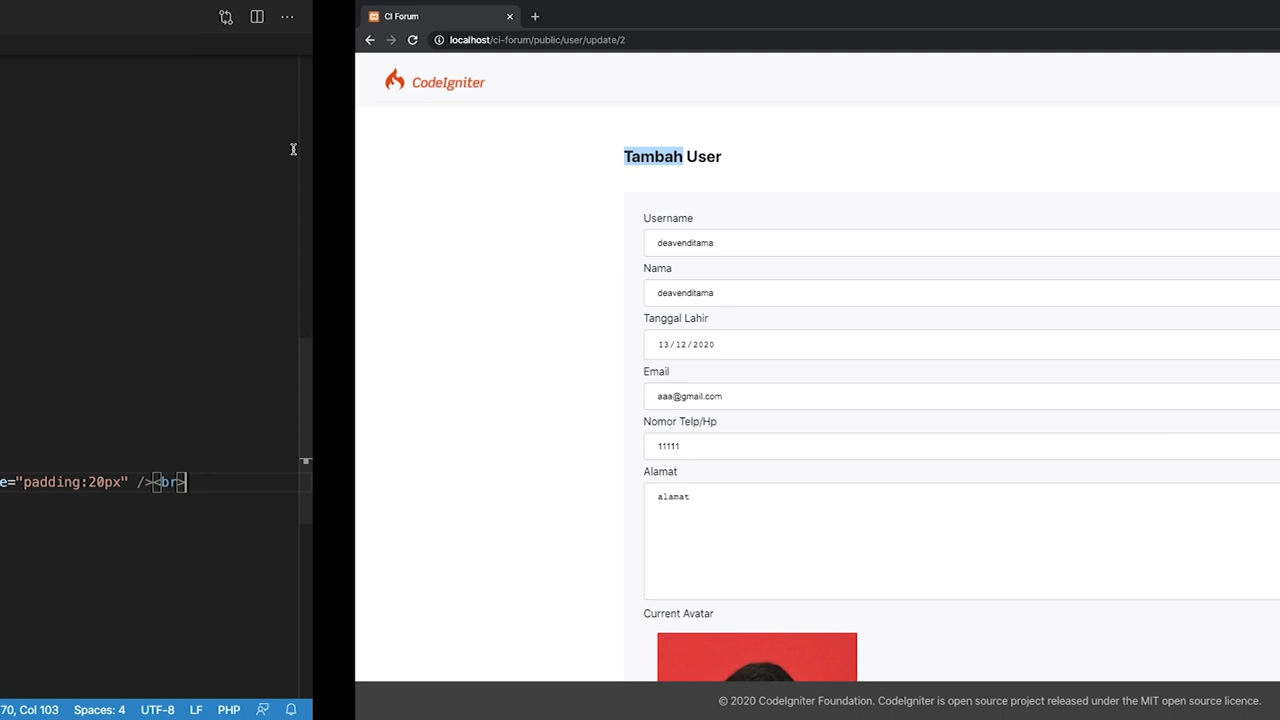 CI Forum
localhost/ci-forum/public/user/update/2
CodeIgniter
Tambah User
Username
deavenditama
Nama
deavenditama
Tanggal Lahir
13/12/2020
Email
aaa@gmail.com
Nomor Telp/Hp
11111
Alamat
alamat
Current Avatar
© 2020 CodeIgniter Foundation. CodeIgniter is open source project released under the MIT open source licence.
e="padding:20px" /><br>
70, Col 103 Spaces: 4 UTF-8 LF PHP